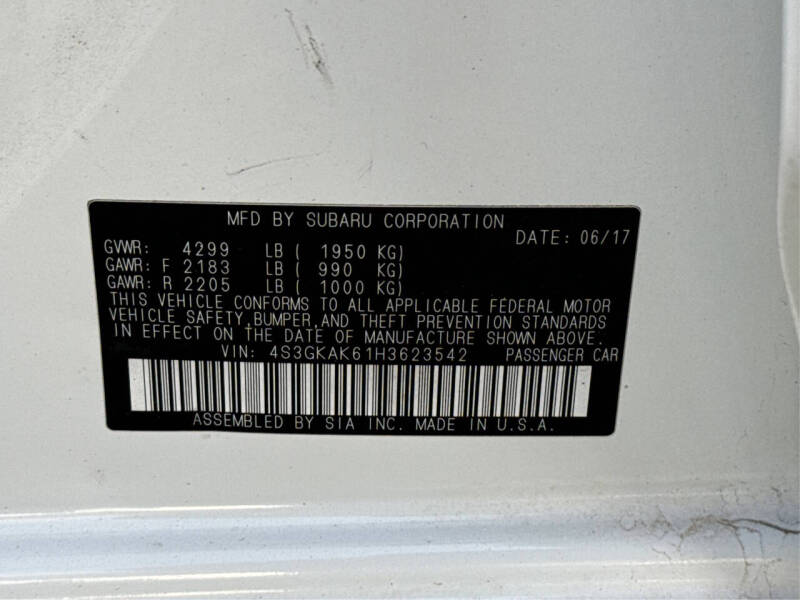 MFD BY SUBARU CORPORATION
DATE: 06/17
GVWR: 4299 LB ( 1950 KG)
GAWR: F 2183 LB ( 990 KG)
GAWR: R 2205 LB ( 1000 KG)
THIS VEHICLE CONFORMS TO ALL APPLICABLE FEDERAL MOTOR
VEHICLE SAFETY, BUMPER, AND THEFT PREVENTION STANDARDS
IN EFFECT ON THE DATE OF MANUFACTURE SHOWN ABOVE.
VIN: 4S3GKAK61H3623542 PASSENGER CAR
ASSEMBLED BY SIA INC. MADE IN U.S.A.